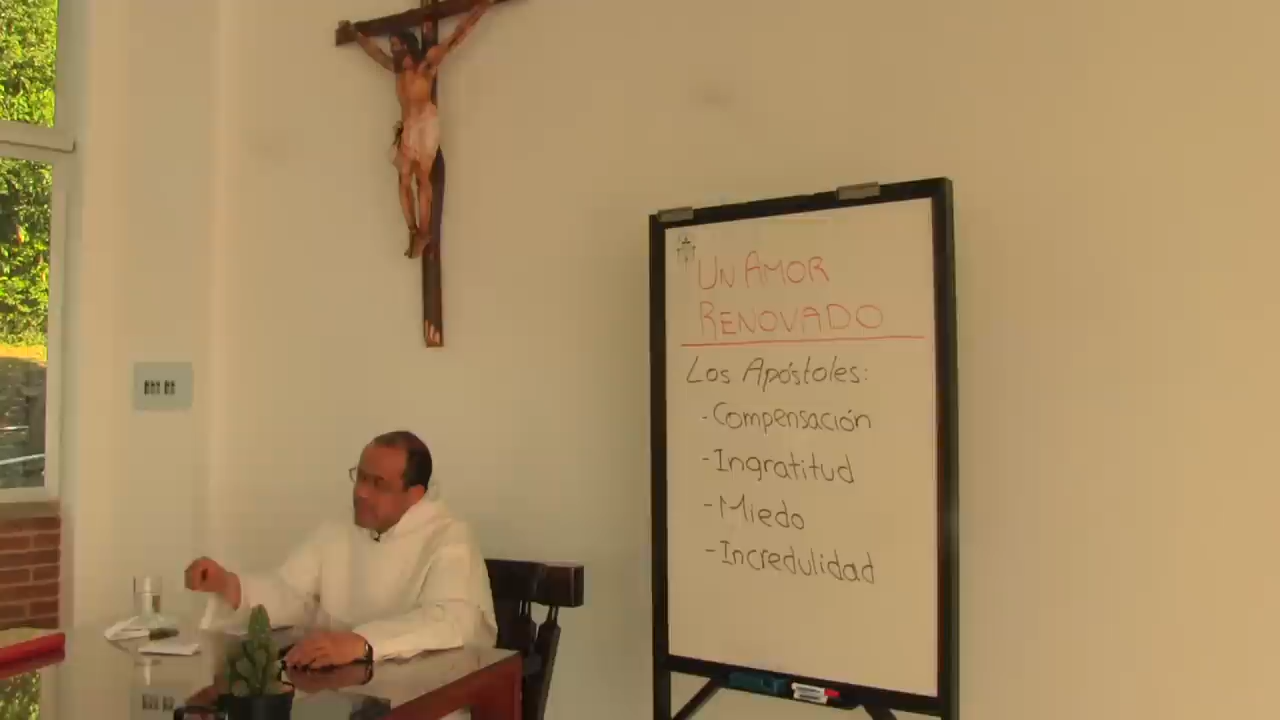 UN AMOR
RENOVADO
Los Apóstoles:
-Compensación
-Ingratitud
-Miedo
-Incredulidad